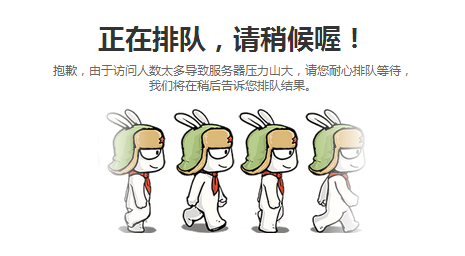 正在排队，请稍候喔！
抱歉，由于访问人数太多导致服务器压力山大，请您耐心排队等待，
我们将在稍后告诉您排队结果。